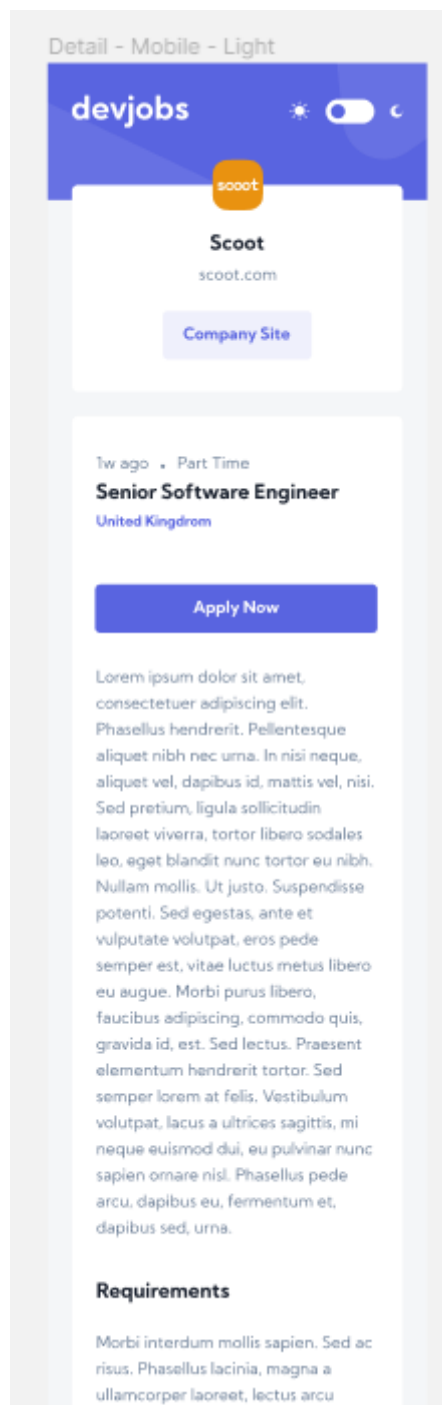 Detail - Mobile - Light
devjobs
scoot
Scoot
scoot.com
Company Site
1w ago . Part Time
Senior Software Engineer
United Kingdrom
Apply Now
Lorem ipsum dolor sit amet,
consectetuer adipiscing elit.
Phasellus hendrerit. Pellentesque
aliquet nibh nec urna. In nisi neque,
aliquet vel, dapibus id, mattis vel, nisi.
Sed pretium, ligula sollicitudin
laoreet viverra, tortor libero sodales
leo, eget blandit nunc tortor eu nibh.
Nullam mollis. Ut justo. Suspendisse
potenti. Sed egestas, ante et
vulputate volutpat, eros pede
semper est, vitae luctus metus libero
eu augue. Morbi purus libero,
faucibus adipiscing, commodo quis,
gravida id, est. Sed lectus. Praesent
elementum hendrerit tortor. Sed
semper lorem at felis. Vestibulum
volutpat, lacus a ultrices sagittis, mi
neque euismod dui, eu pulvinar nunc
sapien ornare nisl. Phasellus pede
arcu, dapibus eu, fermentum et,
dapibus sed, urna.
Requirements
Morbi interdum mollis sapien. Sed ac
risus. Phasellus lacinia, magna a
ullamcorper laoreet, lectus arcu